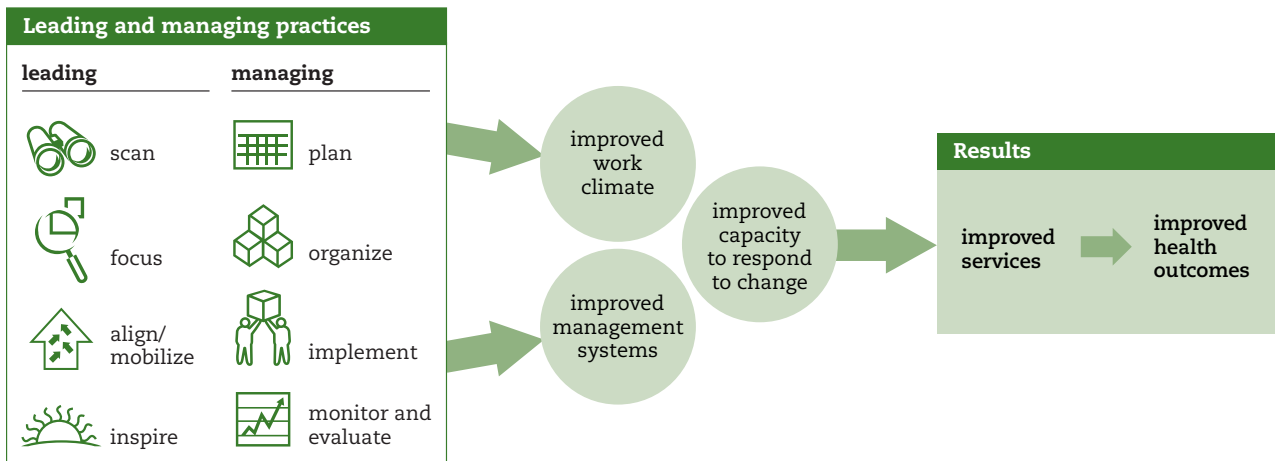 Leading and managing practices
leading
scan
focus
align/
mobilize
inspire
managing
plan
organize
implement
monitor and
evaluate
improved
work
climate
improved
management
systems
improved
capacity
to respond
to change
Results
improved
services
improved
health
outcomes